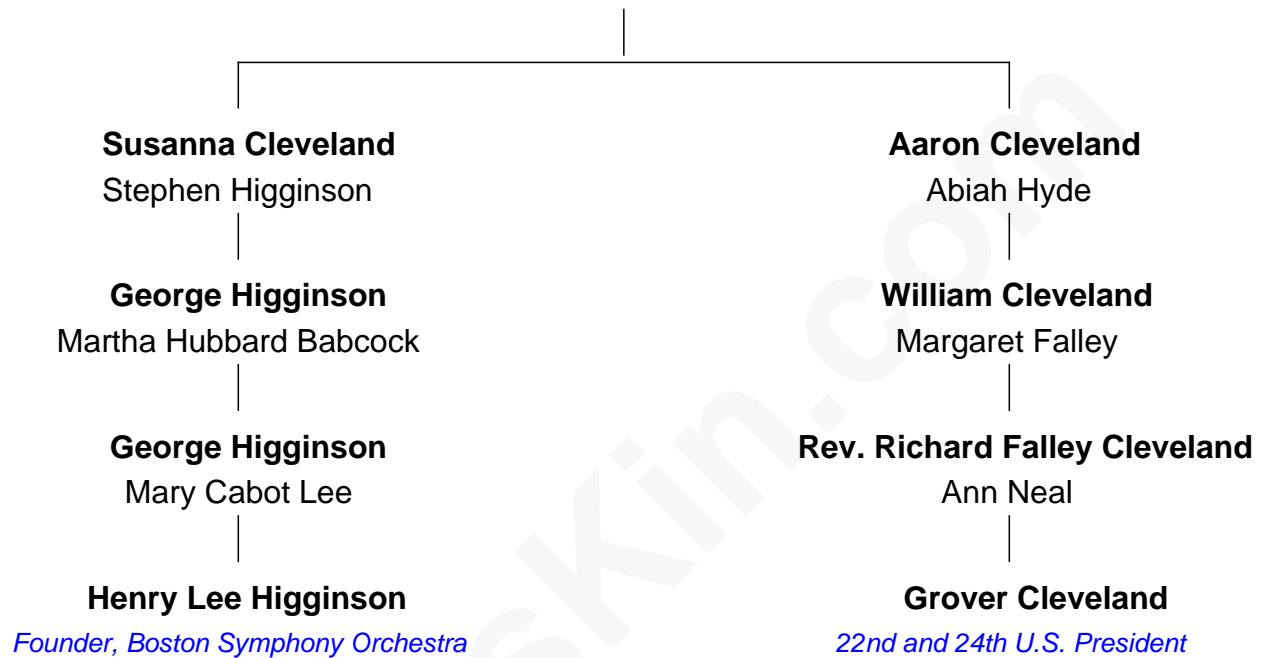 Susanna Cleveland
Stephen Higginson
Aaron Cleveland
Abiah Hyde
George Higginson
Martha Hubbard Babcock
William Cleveland
Margaret Falley
George Higginson
Mary Cabot Lee
Rev. Richard Falley Cleveland
Ann Neal
Henry Lee Higginson
Founder, Boston Symphony Orchestra
Grover Cleveland
22nd and 24th U.S. President
sKin.com